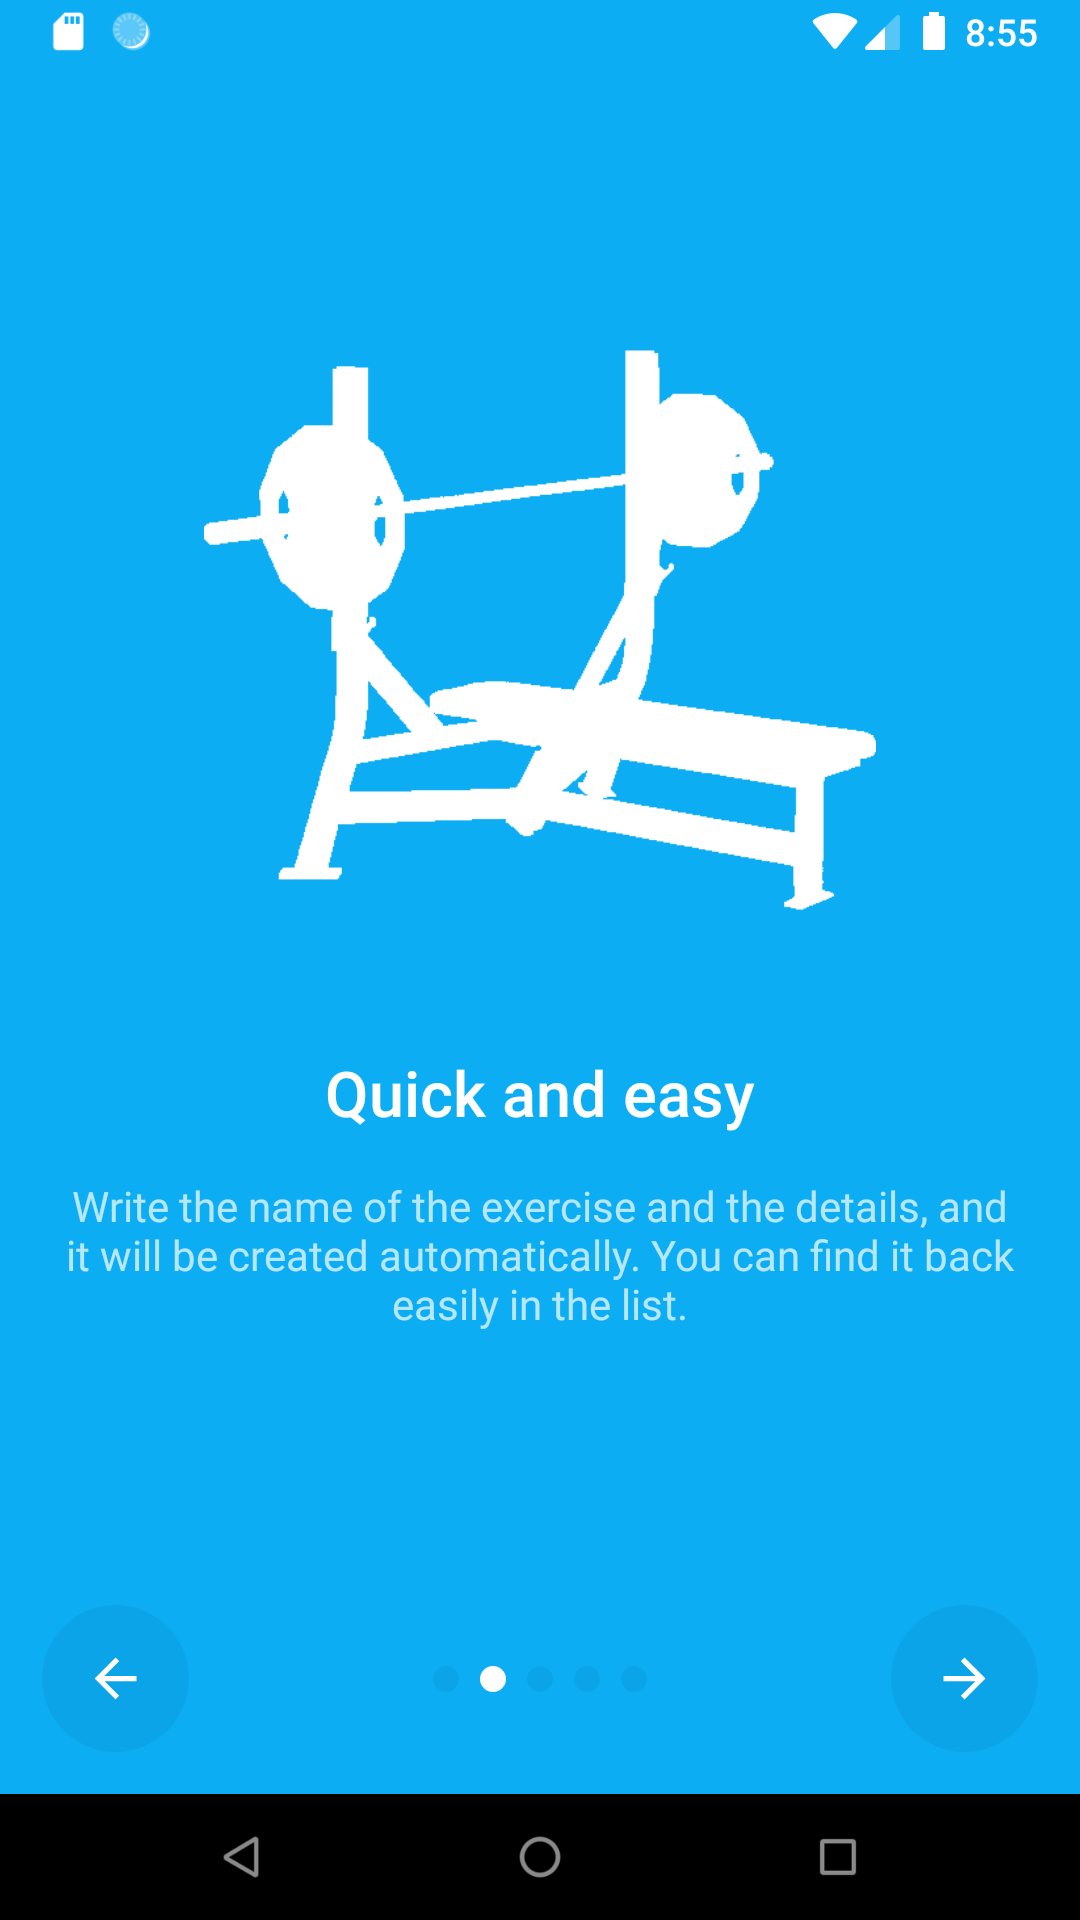 8:55
Quick and easy
Write the name of the exercise and the details, and
it will be created automatically. You can find it back
easily in the list.